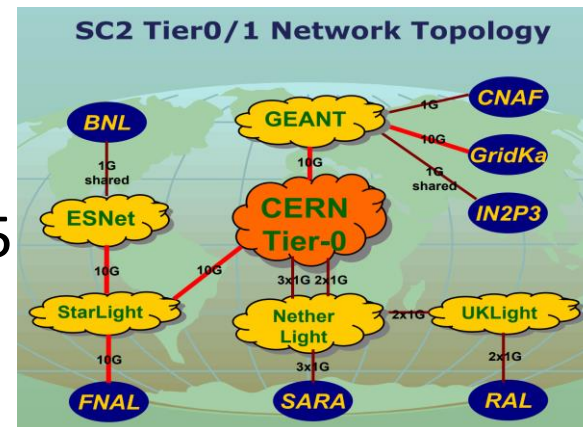 SC2 Tier0/1 Network Topology
BNL
GEANT
1G
CNAF
10G
GridKa
1G
shared
IN2P3
1G
shared
10G
5
ESNet
CERN
Tier-0
10G
10G
3x1G
2x1G
StarLight
Nether
Light
2x1G
UKLight
10G
3x1G
2x1G
FNAL
SARA
RAL